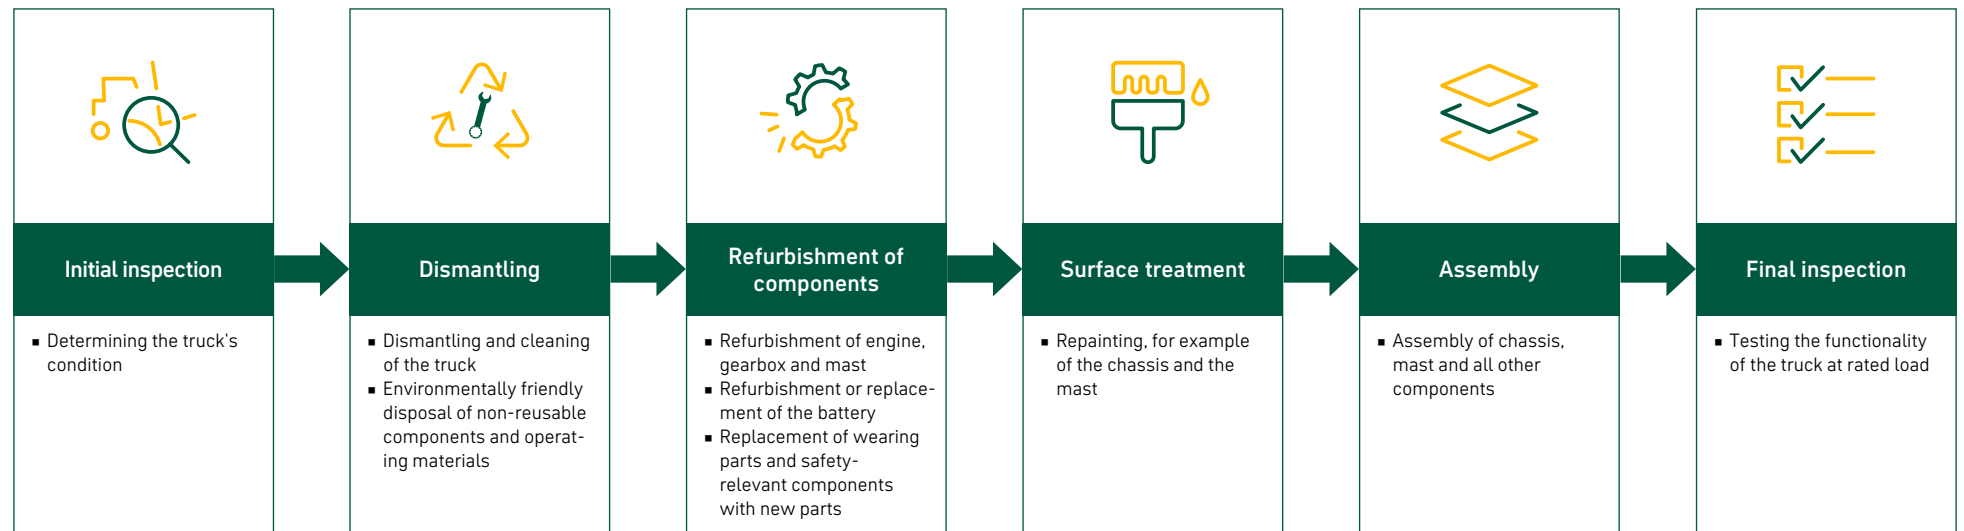 Initial inspection
▪ Determining the truck's
condition
Dismantling
▪ Dismantling and cleaning
of the truck
▪ Environmentally friendly
disposal of non-reusable
components and operat-
ing materials
Refurbishment of
components
▪ Refurbishment of engine,
gearbox and mast
▪ Refurbishment or replace-
ment of the battery
▪ Replacement of wearing
parts and safety-
relevant components
with new parts
Surface treatment
▪ Repainting, for example
of the chassis and the
mast
Assembly
▪ Assembly of chassis,
mast and all other
components
Final inspection
▪ Testing the functionality
of the truck at rated load